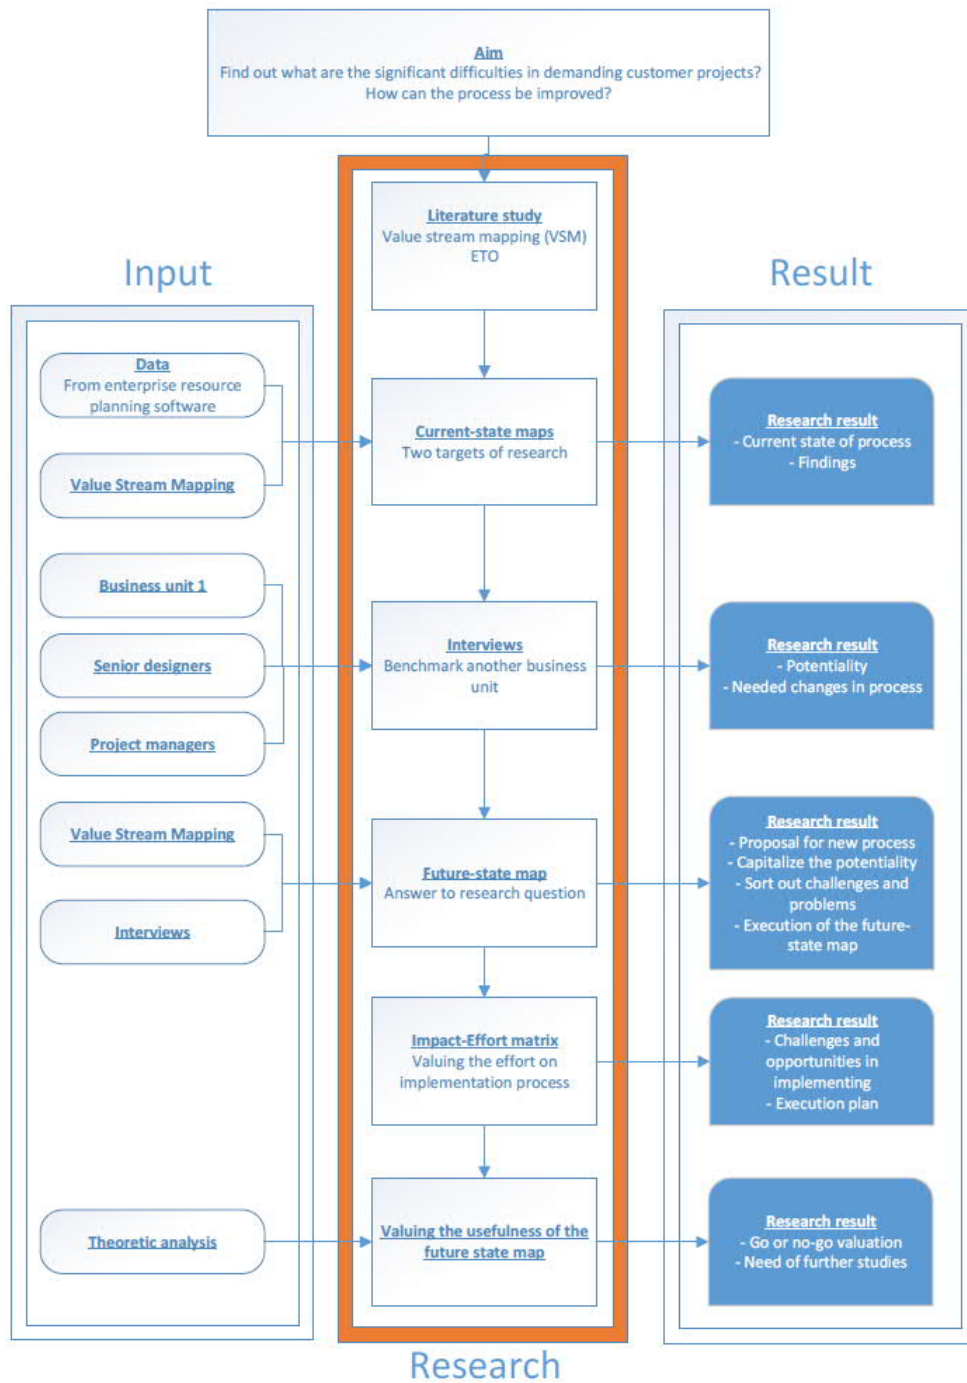 Aim
Find out what are the significant difficulties in demanding customer projects?
How can the process be improved?
Input
Data
From enterprise resource
planning software
Value Stream Mapping
Business unit 1
Senior designers
Project managers
Value Stream Mapping
Interviews
Theoretic analysis
Literature study
Value stream mapping (VSM)
ETO
Current-state maps
Two targets of research
Interviews
Benchmark another business
unit
Future-state map
Answer to research question
Impact-Effort matrix
Valuing the effort on
implementation process
Valuing the usefulness of the
future state map
Research
Result
Research result
- Current state of process
- Findings
Research result
- Potentiality
- Needed changes in process
Research result
- Proposal for new process
- Capitalize the potentiality
- Sort out challenges and
problems
- Execution of the future-
state map
Research result
- Challenges and
opportunities in
implementing
- Execution plan
Research result
- Go or no-go valuation
- Need of further studies